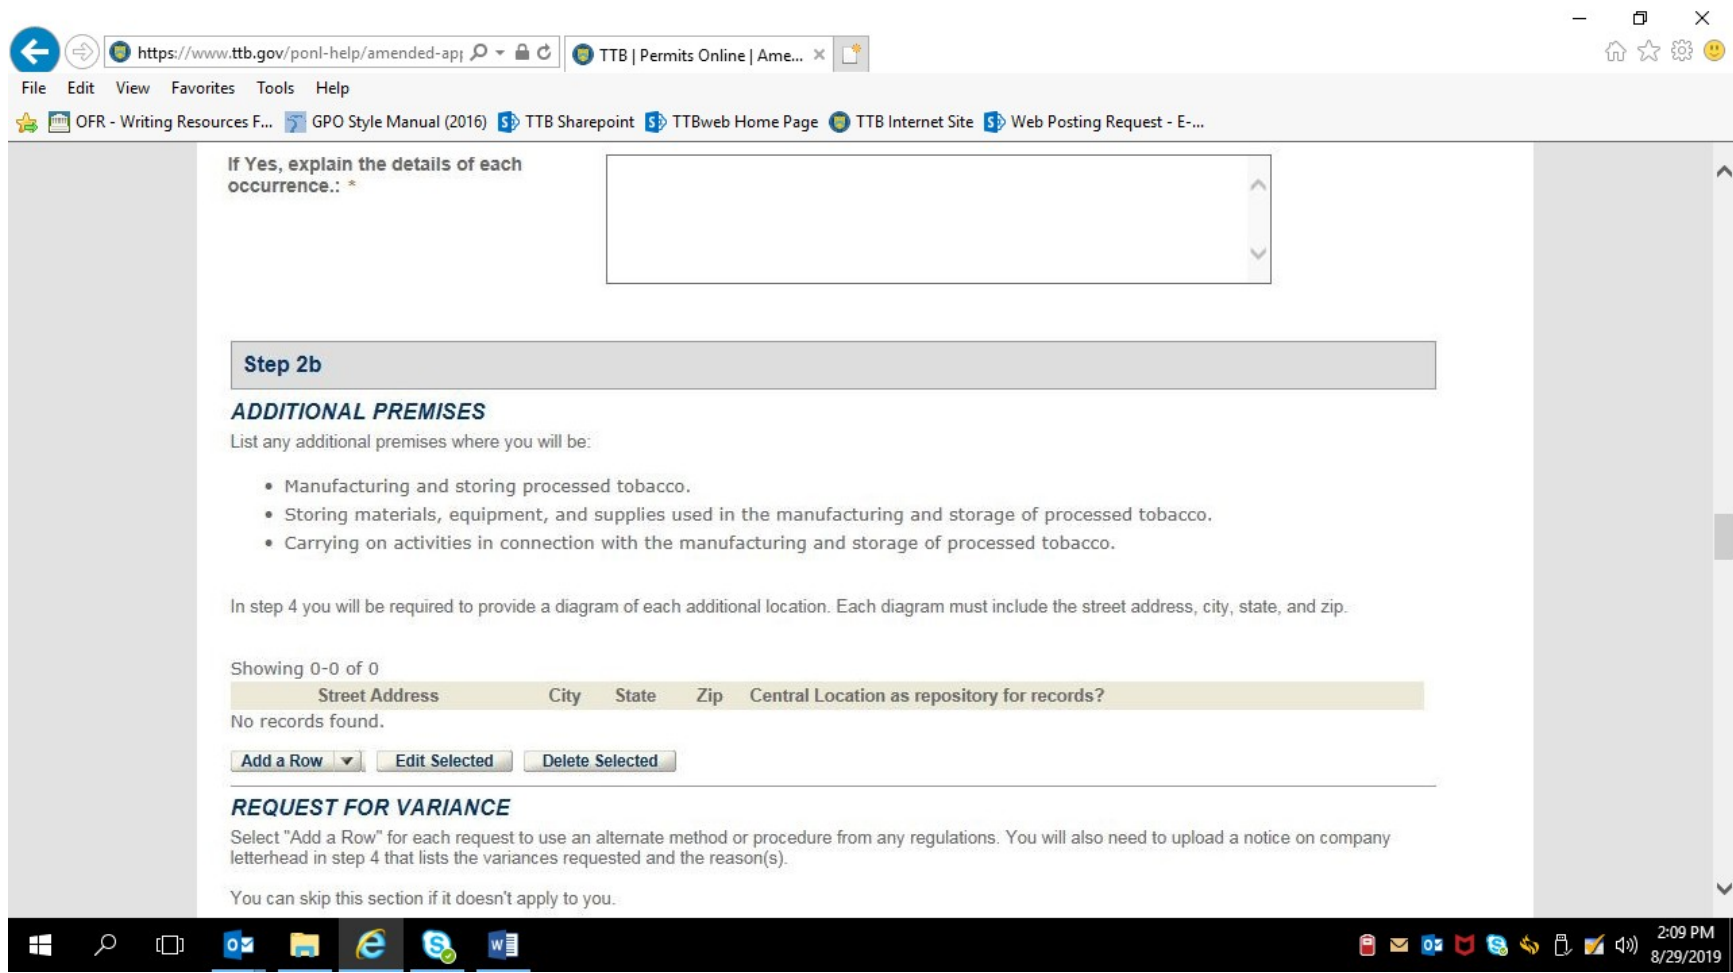 https://www.ttb.gov/ponl-help/amended-ap
TTB | Permits Online | Ame...
File Edit View Favorites Tools Help
OFR - Writing Resources F... GPO Style Manual (2016) TTB Sharepoint TTBweb Home Page TTB Internet Site Web Posting Request - E-...
If Yes, explain the details of each
occurrence.: *
Step 2b
ADDITIONAL PREMISES
List any additional premises where you will be:
• Manufacturing and storing processed tobacco.
• Storing materials, equipment, and supplies used in the manufacturing and storage of processed tobacco.
• Carrying on activities in connection with the manufacturing and storage of processed tobacco.
In step 4 you will be required to provide a diagram of each additional location. Each diagram must include the street address, city, state, and zip.
Showing 0-0 of 0
Street Address City State Zip Central Location as repository for records?
No records found.
Add a Row Edit Selected Delete Selected
REQUEST FOR VARIANCE
Select "Add a Row" for each request to use an alternate method or procedure from any regulations. You will also need to upload a notice on company
letterhead in step 4 that lists the variances requested and the reason(s).
You can skip this section if it doesn't apply to you.
2:09 PM
8/29/2019